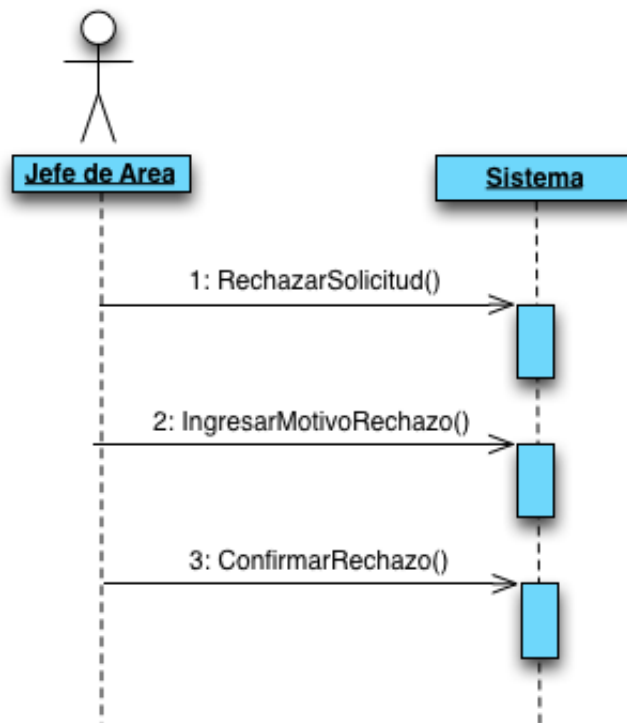 Jefe de Area
Sistema
1: RechazarSolicitud()
2: IngresarMotivoRechazo()
3: ConfirmarRechazo()